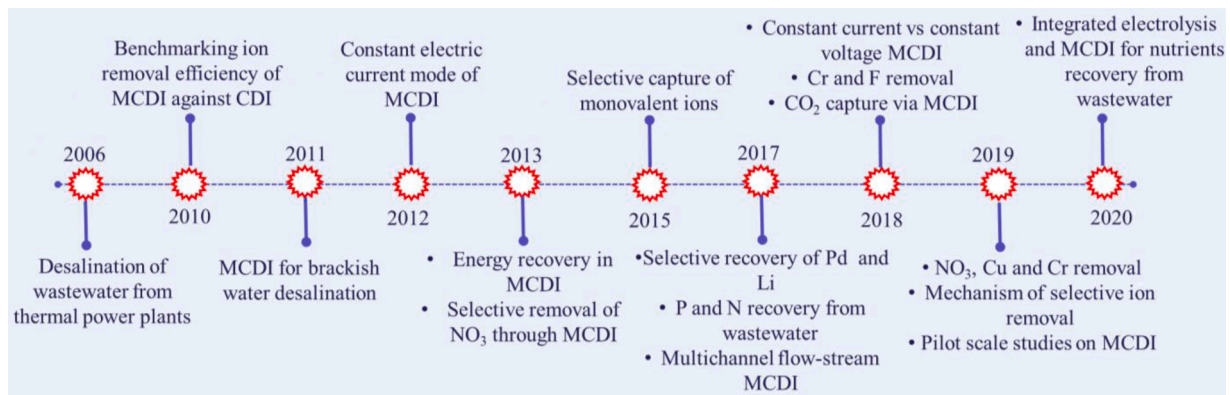 2006
Desalination of
wastewater from
thermal power plants
Benchmarking ion
removal efficiency of
MCDI against CDI
2010
2011
MCDI for brackish
water desalination
Constant electric
current mode of
MCDI
2012
2013
• Energy recovery in
MCDI
• Selective removal of
NO₃ through MCDI
Selective capture of
monovalent ions
2015
2017
•Selective recovery of Pd and
Li
• P and N recovery from
wastewater
• Multichannel flow-stream
MCDI
• Constant current vs constant
voltage MCDI
• Cr and F removal
• CO₂ capture via MCDI
2018
2019
• NO₃, Cu and Cr removal
• Mechanism of selective ion
removal
• Pilot scale studies on MCDI
• Integrated electrolysis
and MCDI for nutrients
recovery from
wastewater
2020